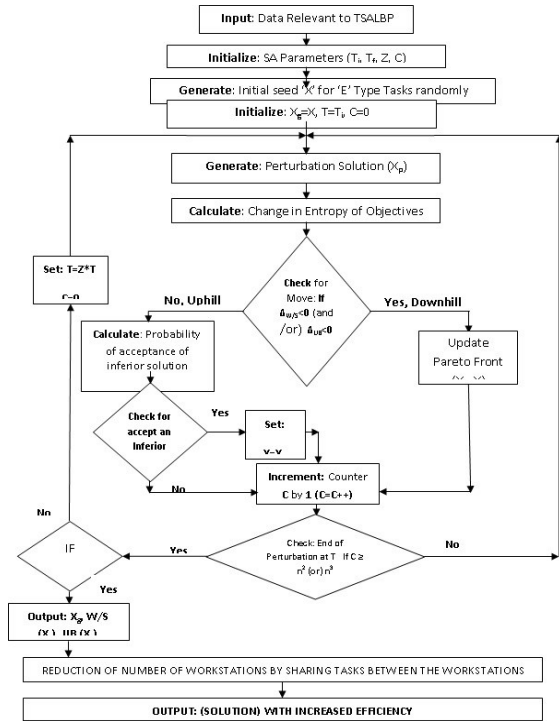 Input: Data Relevant to TSALBP
Initialize: SA Parameters (Ti, Tf, Z, C)
Generate: Initial seed 'X' for 'E' Type Tasks randomly
Initialize: Xg=X, T=Ti, C=0
Generate: Perturbation Solution (Xp)
Calculate: Change in Entropy of Objectives
Set: T=Z*T
C=0
Check for
Move: If
ΔW/S<0 (and
/or) ΔUB<0
No, Uphill
Yes, Downhill
Calculate: Probability
of acceptance of
inferior solution
Update
Pareto Front
Check for
accept an
Inferior
Yes
Set:
No
Increment: Counter
C by 1 (C=C++)
Check: End of
Perturbation at T If C ≥
n² (or) n³
No
Yes
No
IF
Yes
Output: Xg, W/S
REDUCTION OF NUMBER OF WORKSTATIONS BY SHARING TASKS BETWEEN THE WORKSTATIONS
OUTPUT: (SOLUTION) WITH INCREASED EFFICIENCY